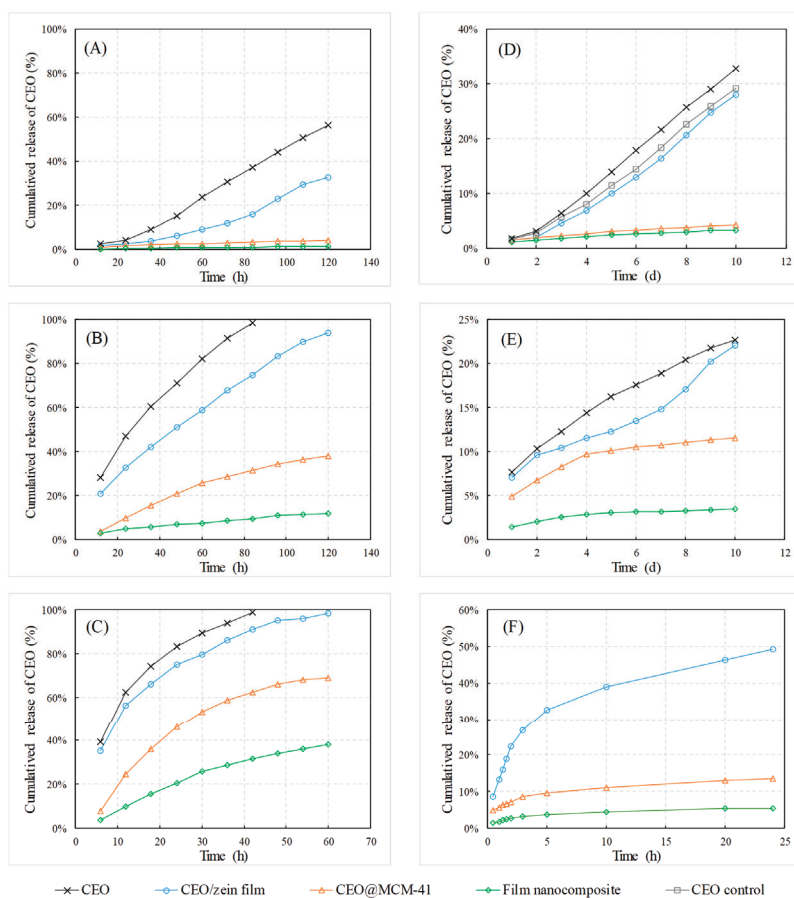 (A)
Cumulatived release of CEO (%)
100%
80%
60%
40%
20%
0%
0 20 40 60 80 100 120 140
Time (h)
(D)
Cumulatived release of CEO (%)
40%
30%
20%
10%
0%
0 2 4 6 8 10 12
Time (d)
(B)
Cumulatived release of CEO (%)
100%
80%
60%
40%
20%
0%
0 20 40 60 80 100 120 140
Time (h)
(E)
Cumulatived release of CEO (%)
25%
20%
15%
10%
5%
0%
0 2 4 6 8 10 12
Time (d)
(C)
Cumulatived release of CEO (%)
100%
80%
60%
40%
20%
0%
0 10 20 30 40 50 60 70
Time (h)
(F)
Cumulatived release of CEO (%)
60%
50%
40%
30%
20%
10%
0%
0 5 10 15 20 25
Time (h)
CEO CEO/zein film CEO@MCM-41 Film nanocomposite CEO control